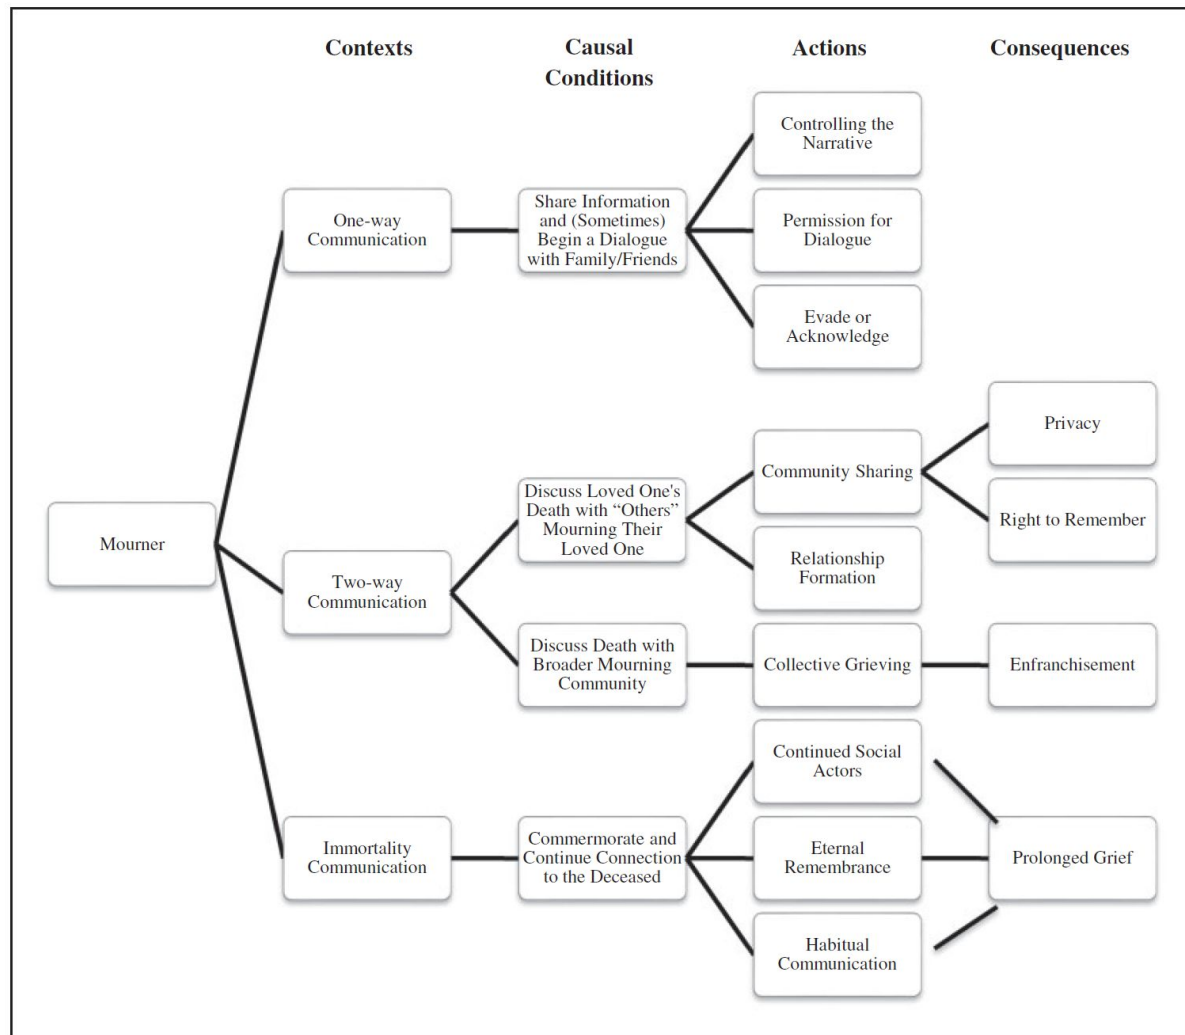 Contexts
Causal
Conditions
Actions
Consequences
Controlling the
Narrative
One-way
Communication
Share Information
and (Sometimes)
Begin a Dialogue
with Family/Friends
Permission for
Dialogue
Evade or
Acknowledge
Privacy
Community Sharing
Discuss Loved One's
Death with “Others”
Mourning Their
Loved One
Right to Remember
Mourner
Relationship
Formation
Two-way
Communication
Discuss Death with
Broader Mourning
Community
Collective Grieving
Enfranchisement
Continued Social
Actors
Immortality
Communication
Commermorate and
Continue Connection
to the Deceased
Eternal
Remembrance
Prolonged Grief
Habitual
Communication